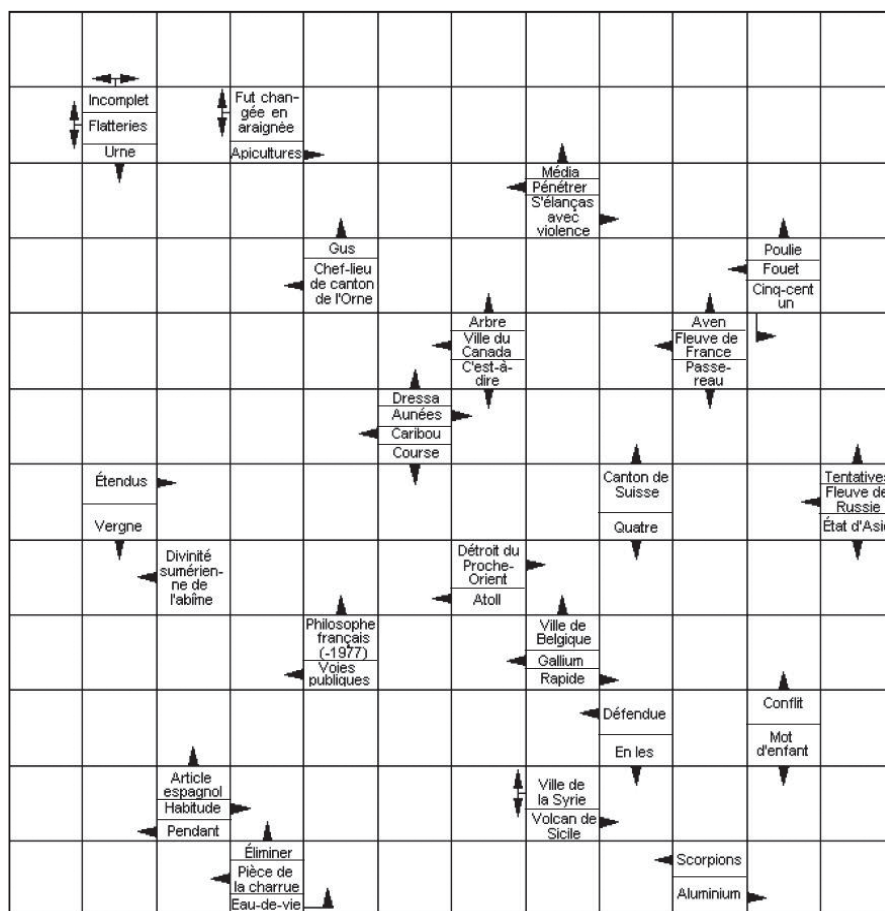 Incomplet
Flatteries
Urne
Fut chan-
gée en
araignée
Apicultures
Média
Pénétrer
S'élanças
avec
violence
Gus
Chef-lieu
de canton
de l'Orne
Poulie
Fouet
Cinq-cent
un
Arbre
Ville du
Canada
C'est-à-
dire
Aven
Fleuve de
France
Passe-
reau
Dressa
Aunées
Caribou
Course
Étendus
Vergne
Canton de
Suisse
Quatre
Tentatives
Fleuve de
Russie
État d'Asie
Divinité
sumérien-
ne de
l'abîme
Détroit du
Proche-
Orient
Atoll
Philosophe
français
(-1977)
Voies
publiques
Ville de
Belgique
Gallium
Rapide
Défendue
En les
Conflit
Mot
d'enfant
Article
espagnol
Habitude
Pendant
Ville de
la Syrie
Volcan de
Sicile
Éliminer
Pièce de
la charrue
Eau-de-vie
Scorpions
Aluminium